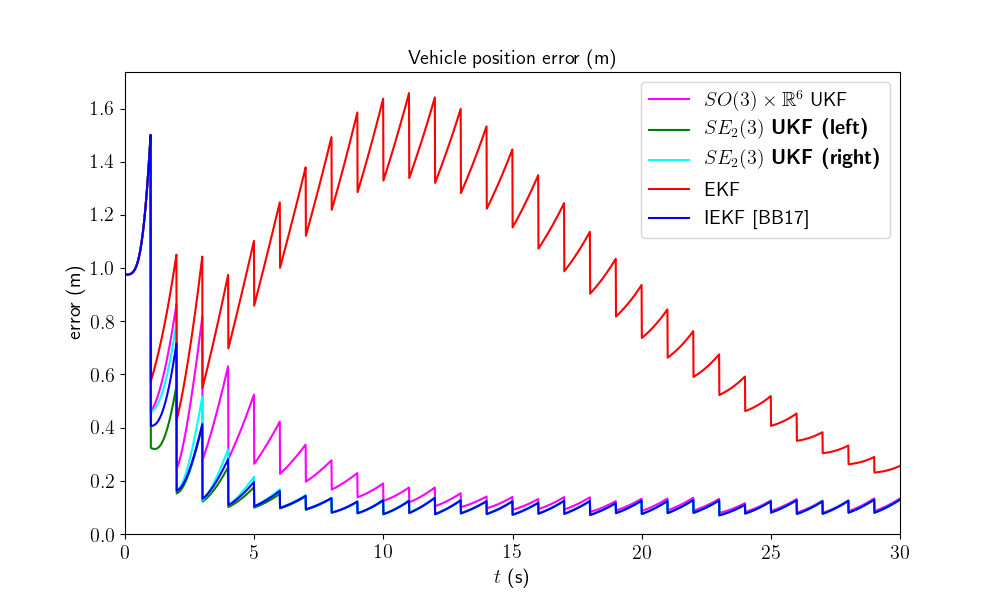 Vehicle position error (m)
SO(3) × ℝ⁶ UKF
SE₂(3) UKF (left)
SE₂(3) UKF (right)
EKF
IEKF [BB17]
error (m)
1.6
1.4
1.2
1.0
0.8
0.6
0.4
0.2
0.0
0 5 10 15 20 25 30
t (s)